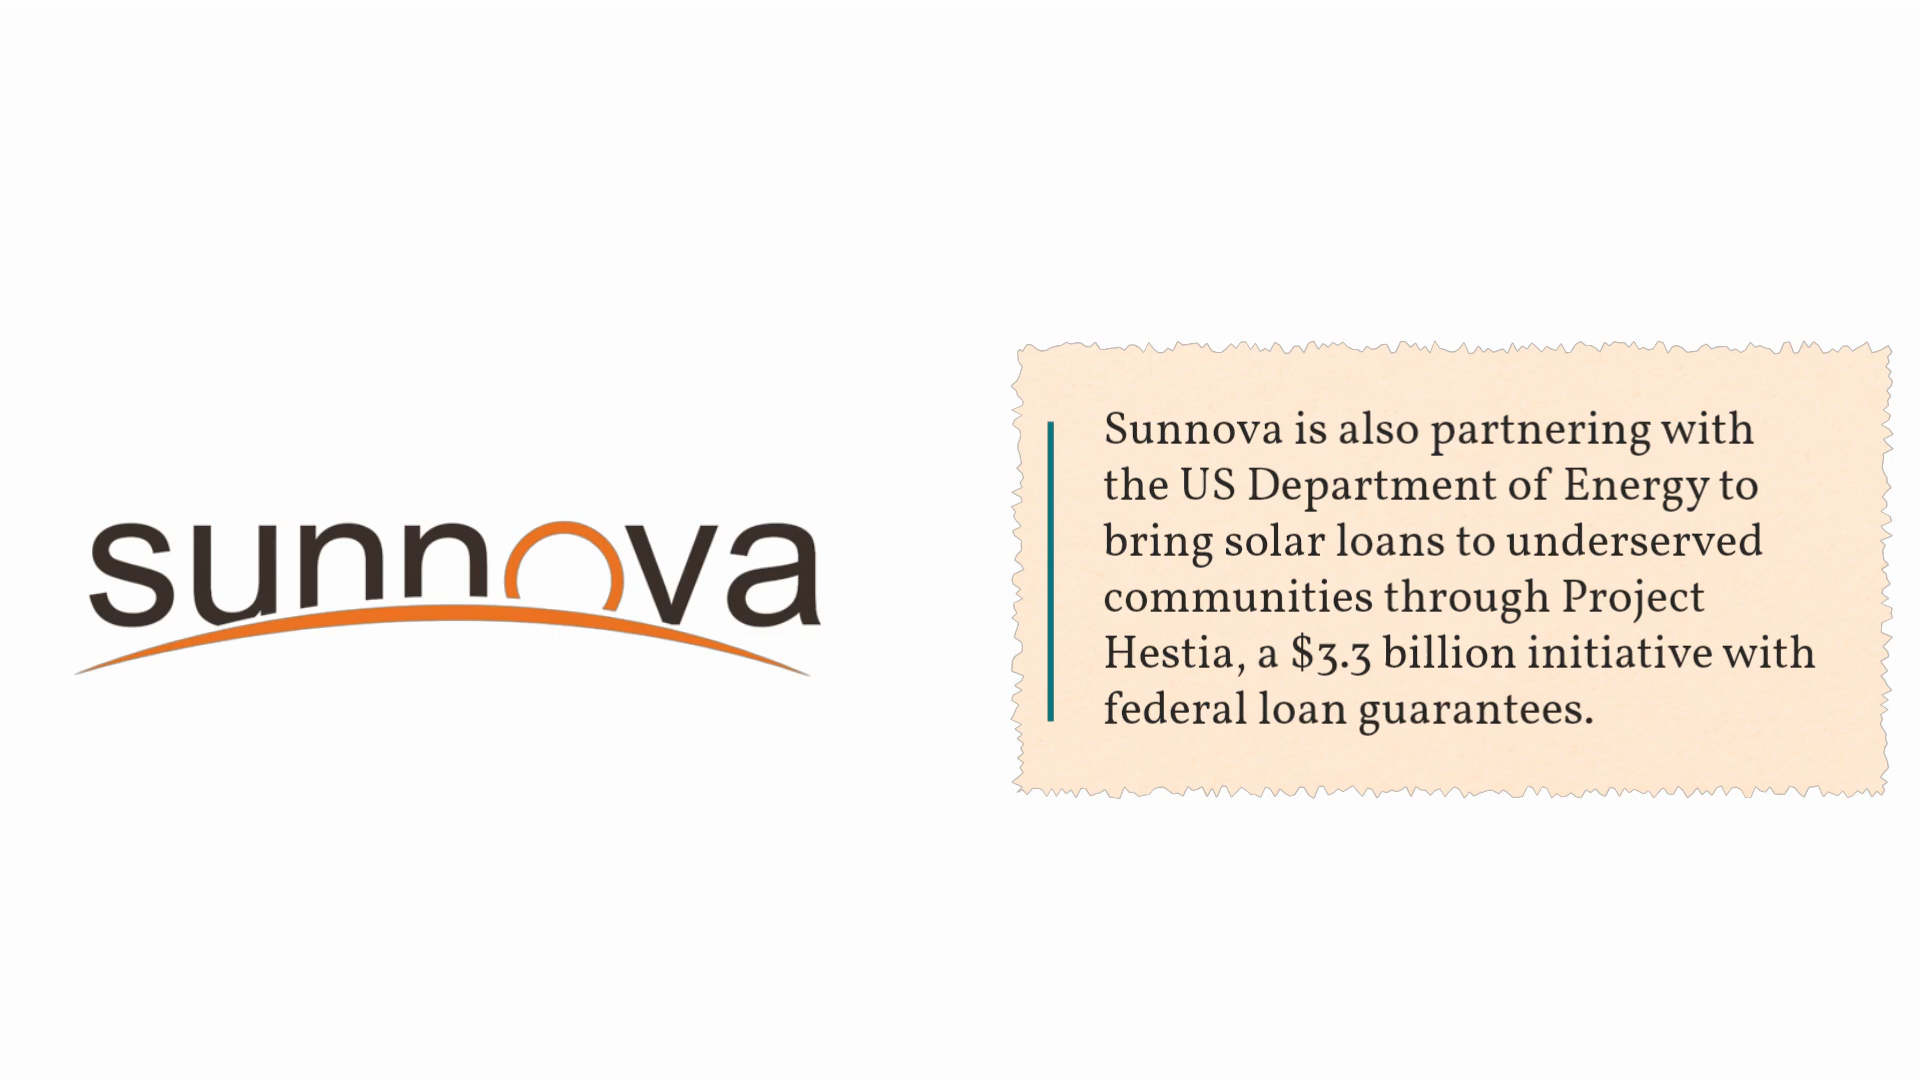 sunnova
Sunnova is also partnering with
the US Department of Energy to
bring solar loans to underserved
communities through Project
Hestia, a $3.3 billion initiative with
federal loan guarantees.